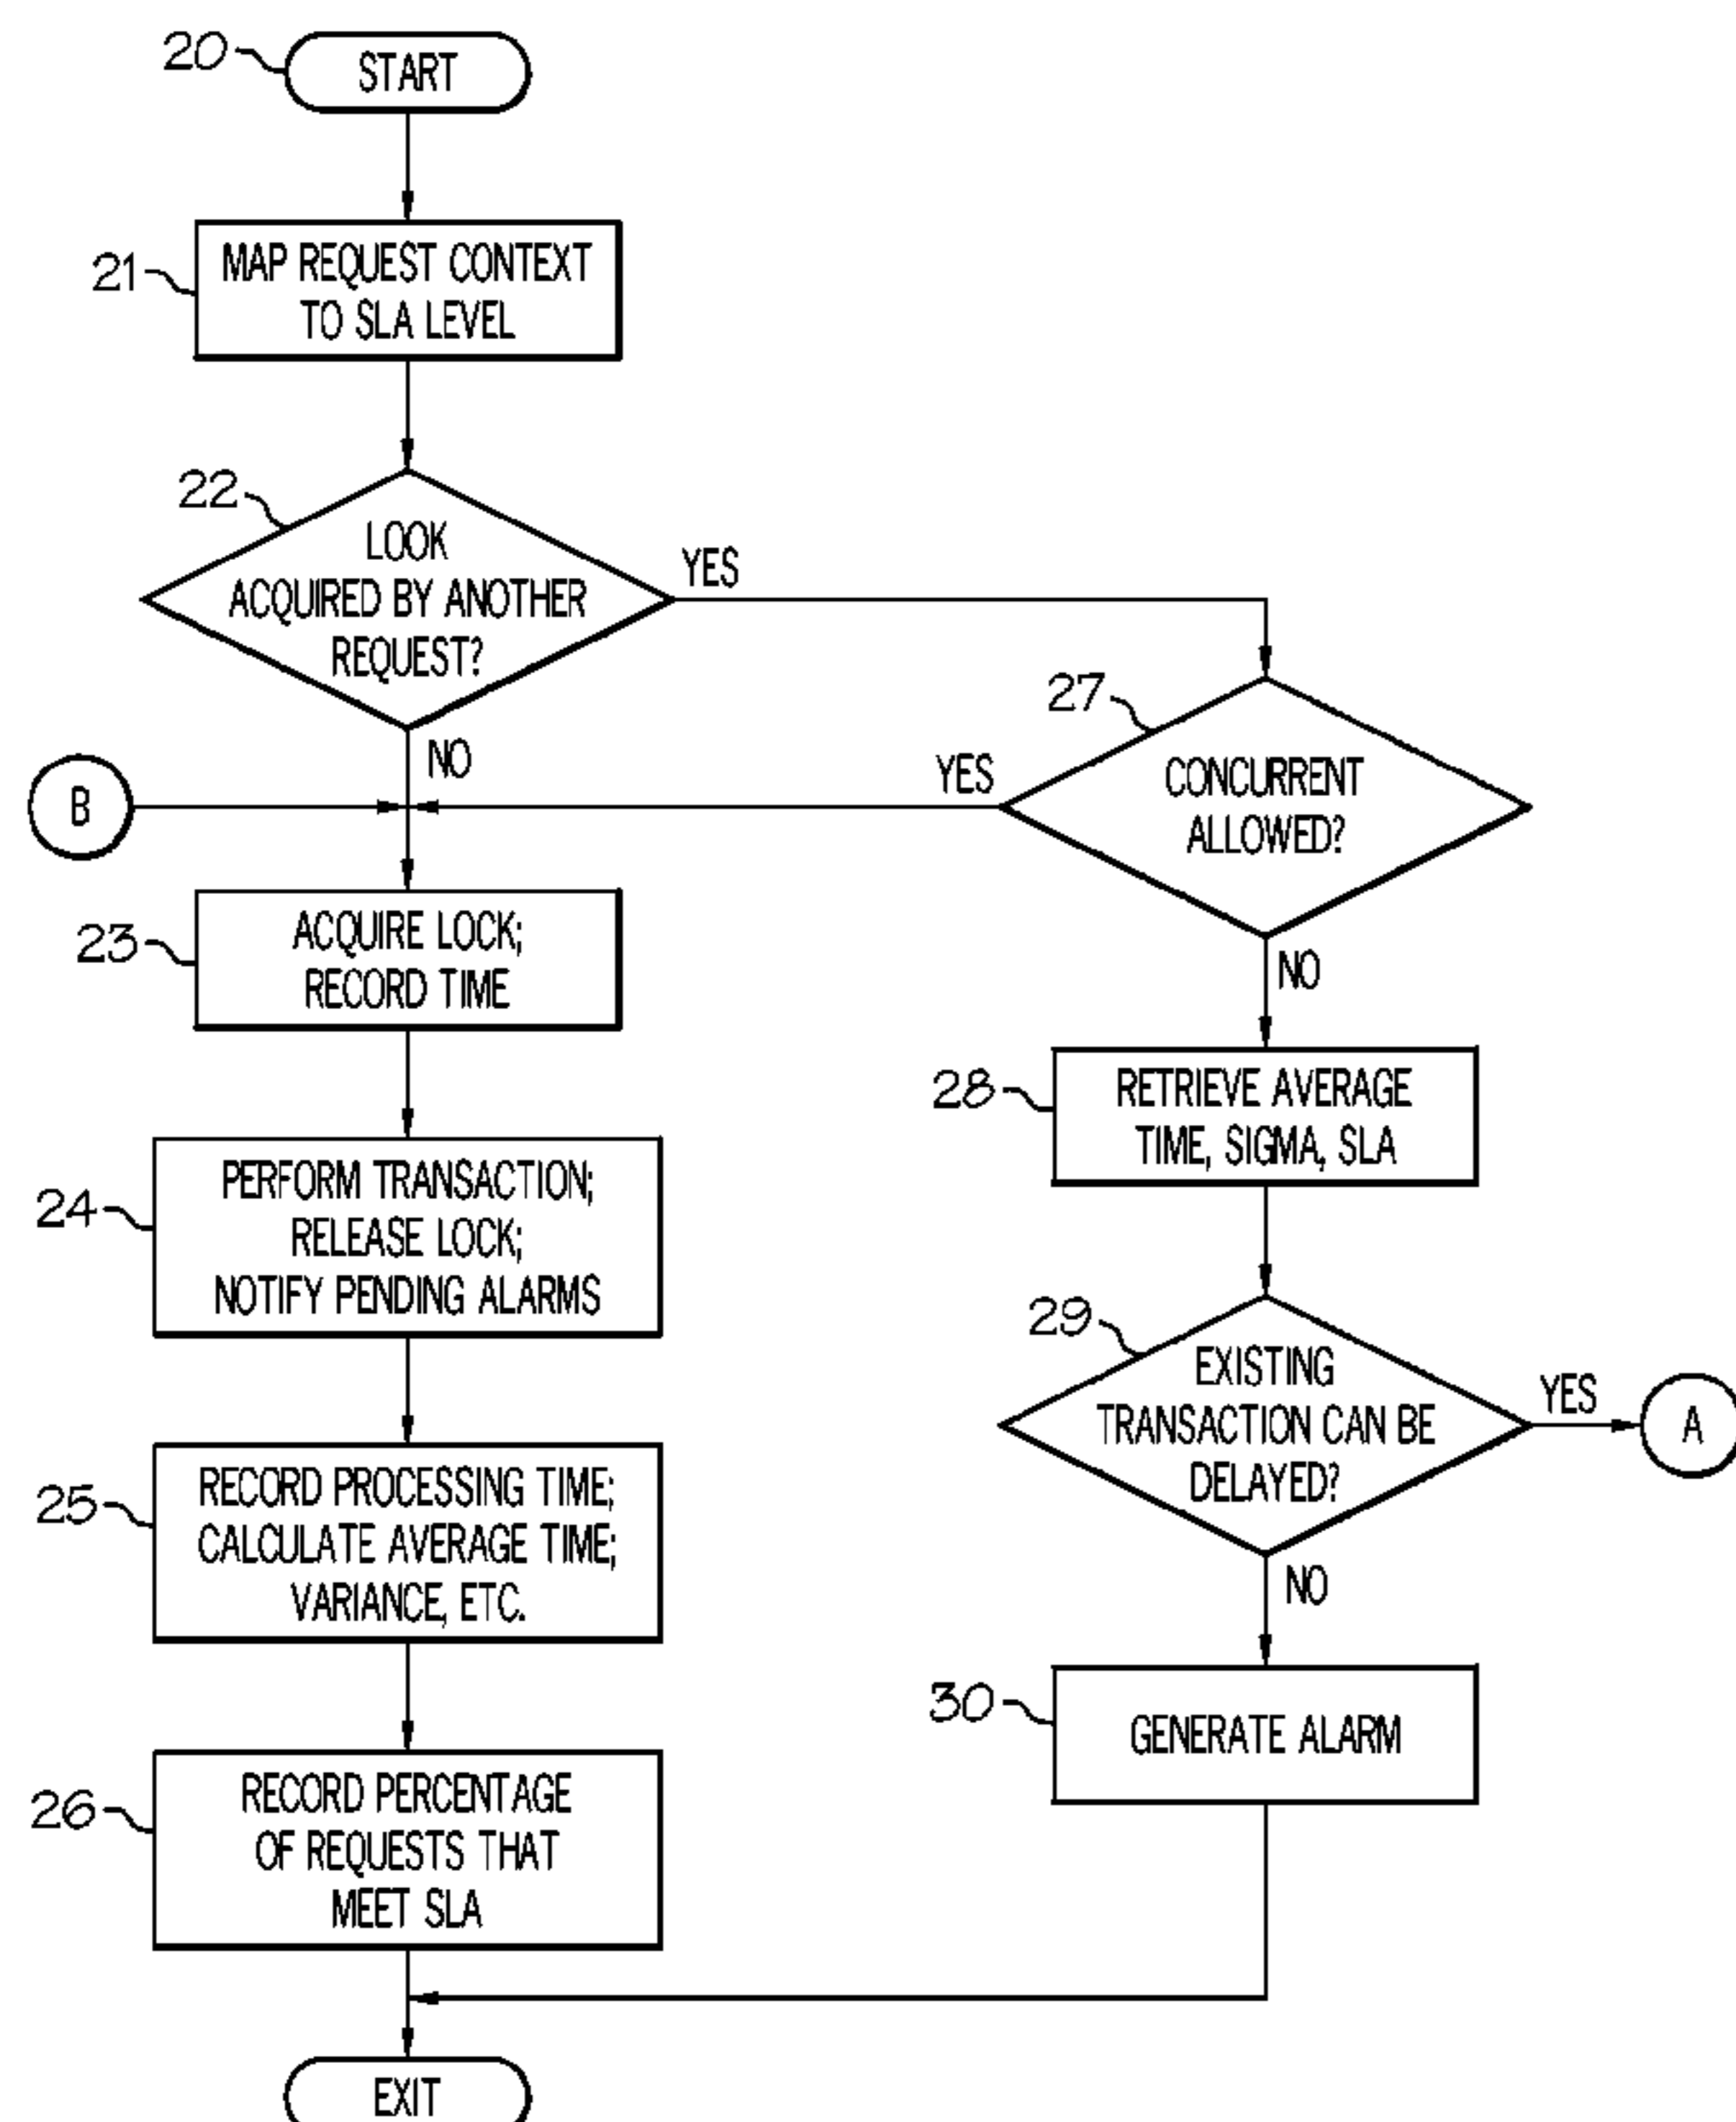 20
START
21
MAP REQUEST CONTEXT
TO SLA LEVEL
22
LOOK
ACQUIRED BY ANOTHER
REQUEST?
YES
NO
B
27
CONCURRENT
ALLOWED?
YES
NO
23
ACQUIRE LOCK;
RECORD TIME
28
RETRIEVE AVERAGE
TIME, SIGMA, SLA
24
PERFORM TRANSACTION;
RELEASE LOCK;
NOTIFY PENDING ALARMS
29
EXISTING
TRANSACTION CAN BE
DELAYED?
YES
A
NO
25
RECORD PROCESSING TIME;
CALCULATE AVERAGE TIME;
VARIANCE, ETC.
30
GENERATE ALARM
26
RECORD PERCENTAGE
OF REQUESTS THAT
MEET SLA
EXIT